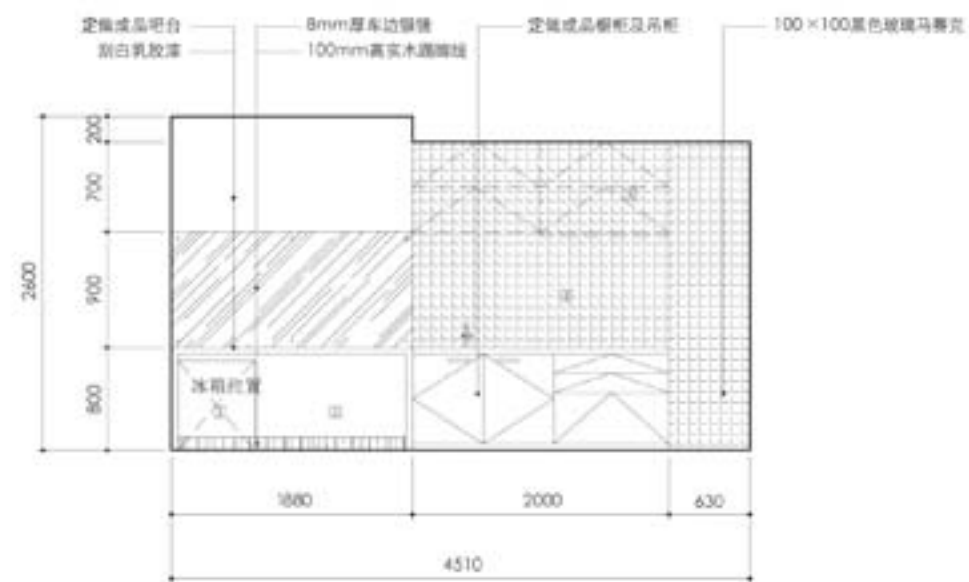 定做成品吧台
刮白乳胶漆
8mm厚车边银镜
100mm高实木踢脚线
定做成品橱柜及吊柜
100×100黑色玻璃马赛克
200
700
900
800
2600
冰箱位置
1880
2000
630
4510